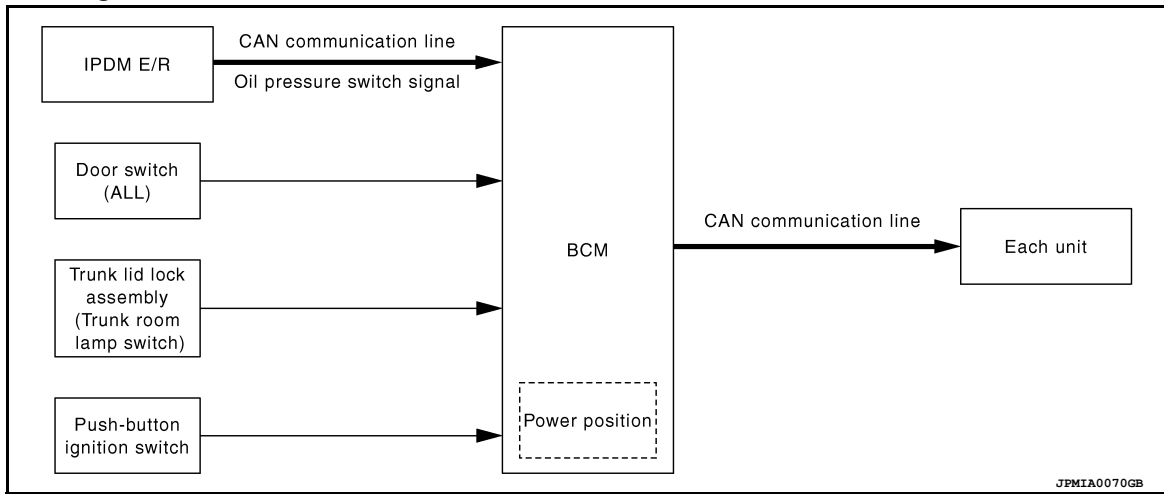 IPDM E/R
CAN communication line
Oil pressure switch signal
Door switch
(ALL)
Trunk lid lock
assembly
(Trunk room
lamp switch)
Push-button
ignition switch
BCM
Power position
CAN communication line
Each unit
JPMIA0070GB